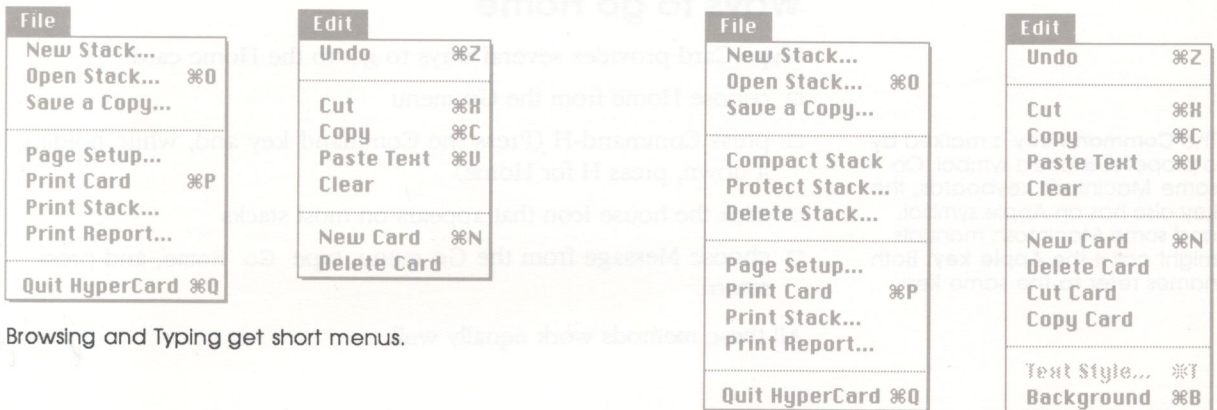 File
New Stack...
Open Stack... ⌘O
Save a Copy...
Page Setup...
Print Card ⌘P
Print Stack...
Print Report...
Quit HyperCard ⌘Q
Edit
Undo ⌘Z
Cut ⌘X
Copy ⌘C
Paste Text ⌘V
Clear
New Card ⌘N
Delete Card
Browsing and Typing get short menus.
File
New Stack...
Open Stack... ⌘O
Save a Copy...
Compact Stack
Protect Stack...
Delete Stack...
Page Setup...
Print Card ⌘P
Print Stack...
Print Report...
Quit HyperCard ⌘Q
Edit
Undo ⌘Z
Cut ⌘X
Copy ⌘C
Paste Text ⌘V
Clear
New Card ⌘N
Delete Card
Cut Card
Copy Card
Text Style... ⌘T
Background ⌘B